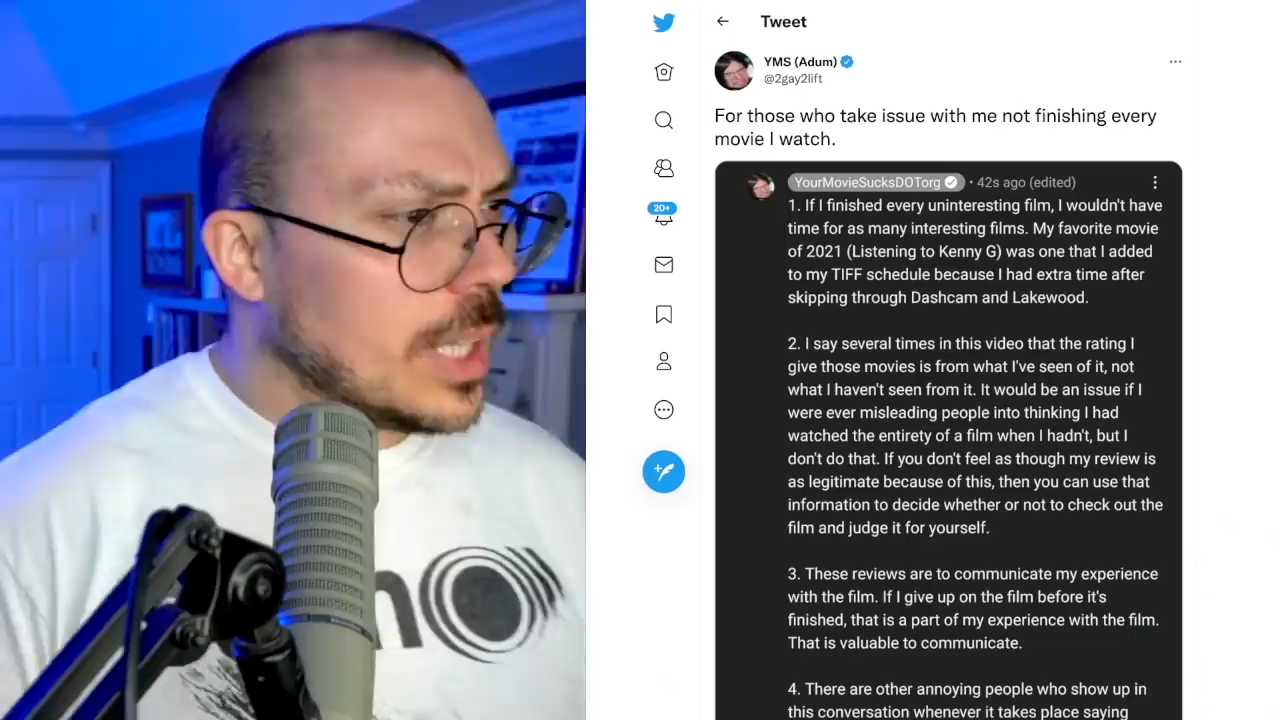 Tweet
YMS (Adum)
@2gay2lift
For those who take issue with me not finishing every
movie I watch.
YourMovieSucksDOTorg • 42s ago (edited)
1. If I finished every uninteresting film, I wouldn't have
time for as many interesting films. My favorite movie
of 2021 (Listening to Kenny G) was one that I added
to my TIFF schedule because I had extra time after
skipping through Dashcam and Lakewood.
2. I say several times in this video that the rating I
give those movies is from what I've seen of it, not
what I haven't seen from it. It would be an issue if I
were ever misleading people into thinking I had
watched the entirety of a film when I hadn't, but I
don't do that. If you don't feel as though my review is
as legitimate because of this, then you can use that
information to decide whether or not to check out the
film and judge it for yourself.
3. These reviews are to communicate my experience
with the film. If I give up on the film before it's
finished, that is a part of my experience with the film.
That is valuable to communicate.
4. There are other annoying people who show up in
this conversation whenever it takes place saying
20+